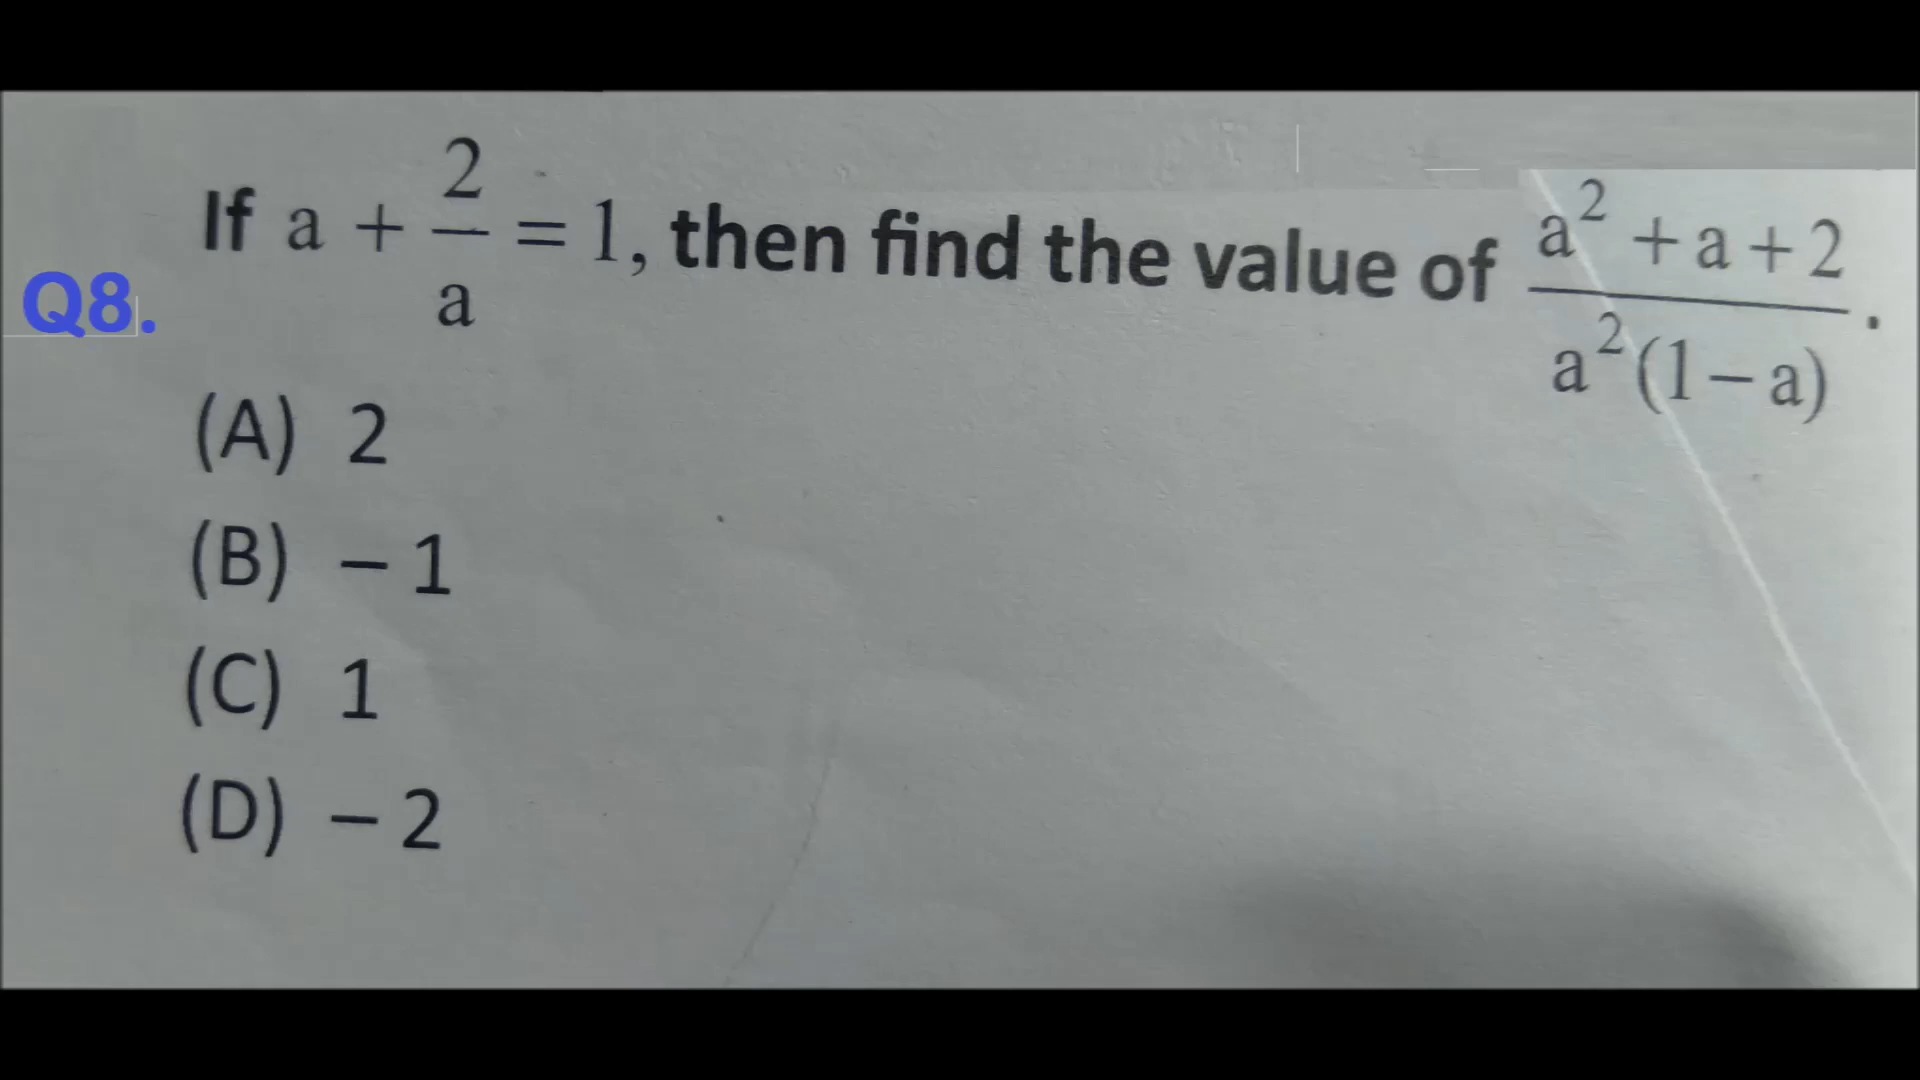 Q8. If a + 2/a = 1, then find the value of (a² + a + 2)/(a²(1 − a)).
(A) 2
(B) – 1
(C) 1
(D) – 2